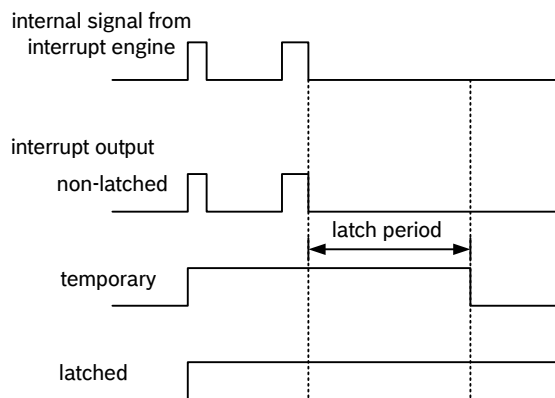 internal signal from
interrupt engine
interrupt output
non-latched
latch period
temporary
latched